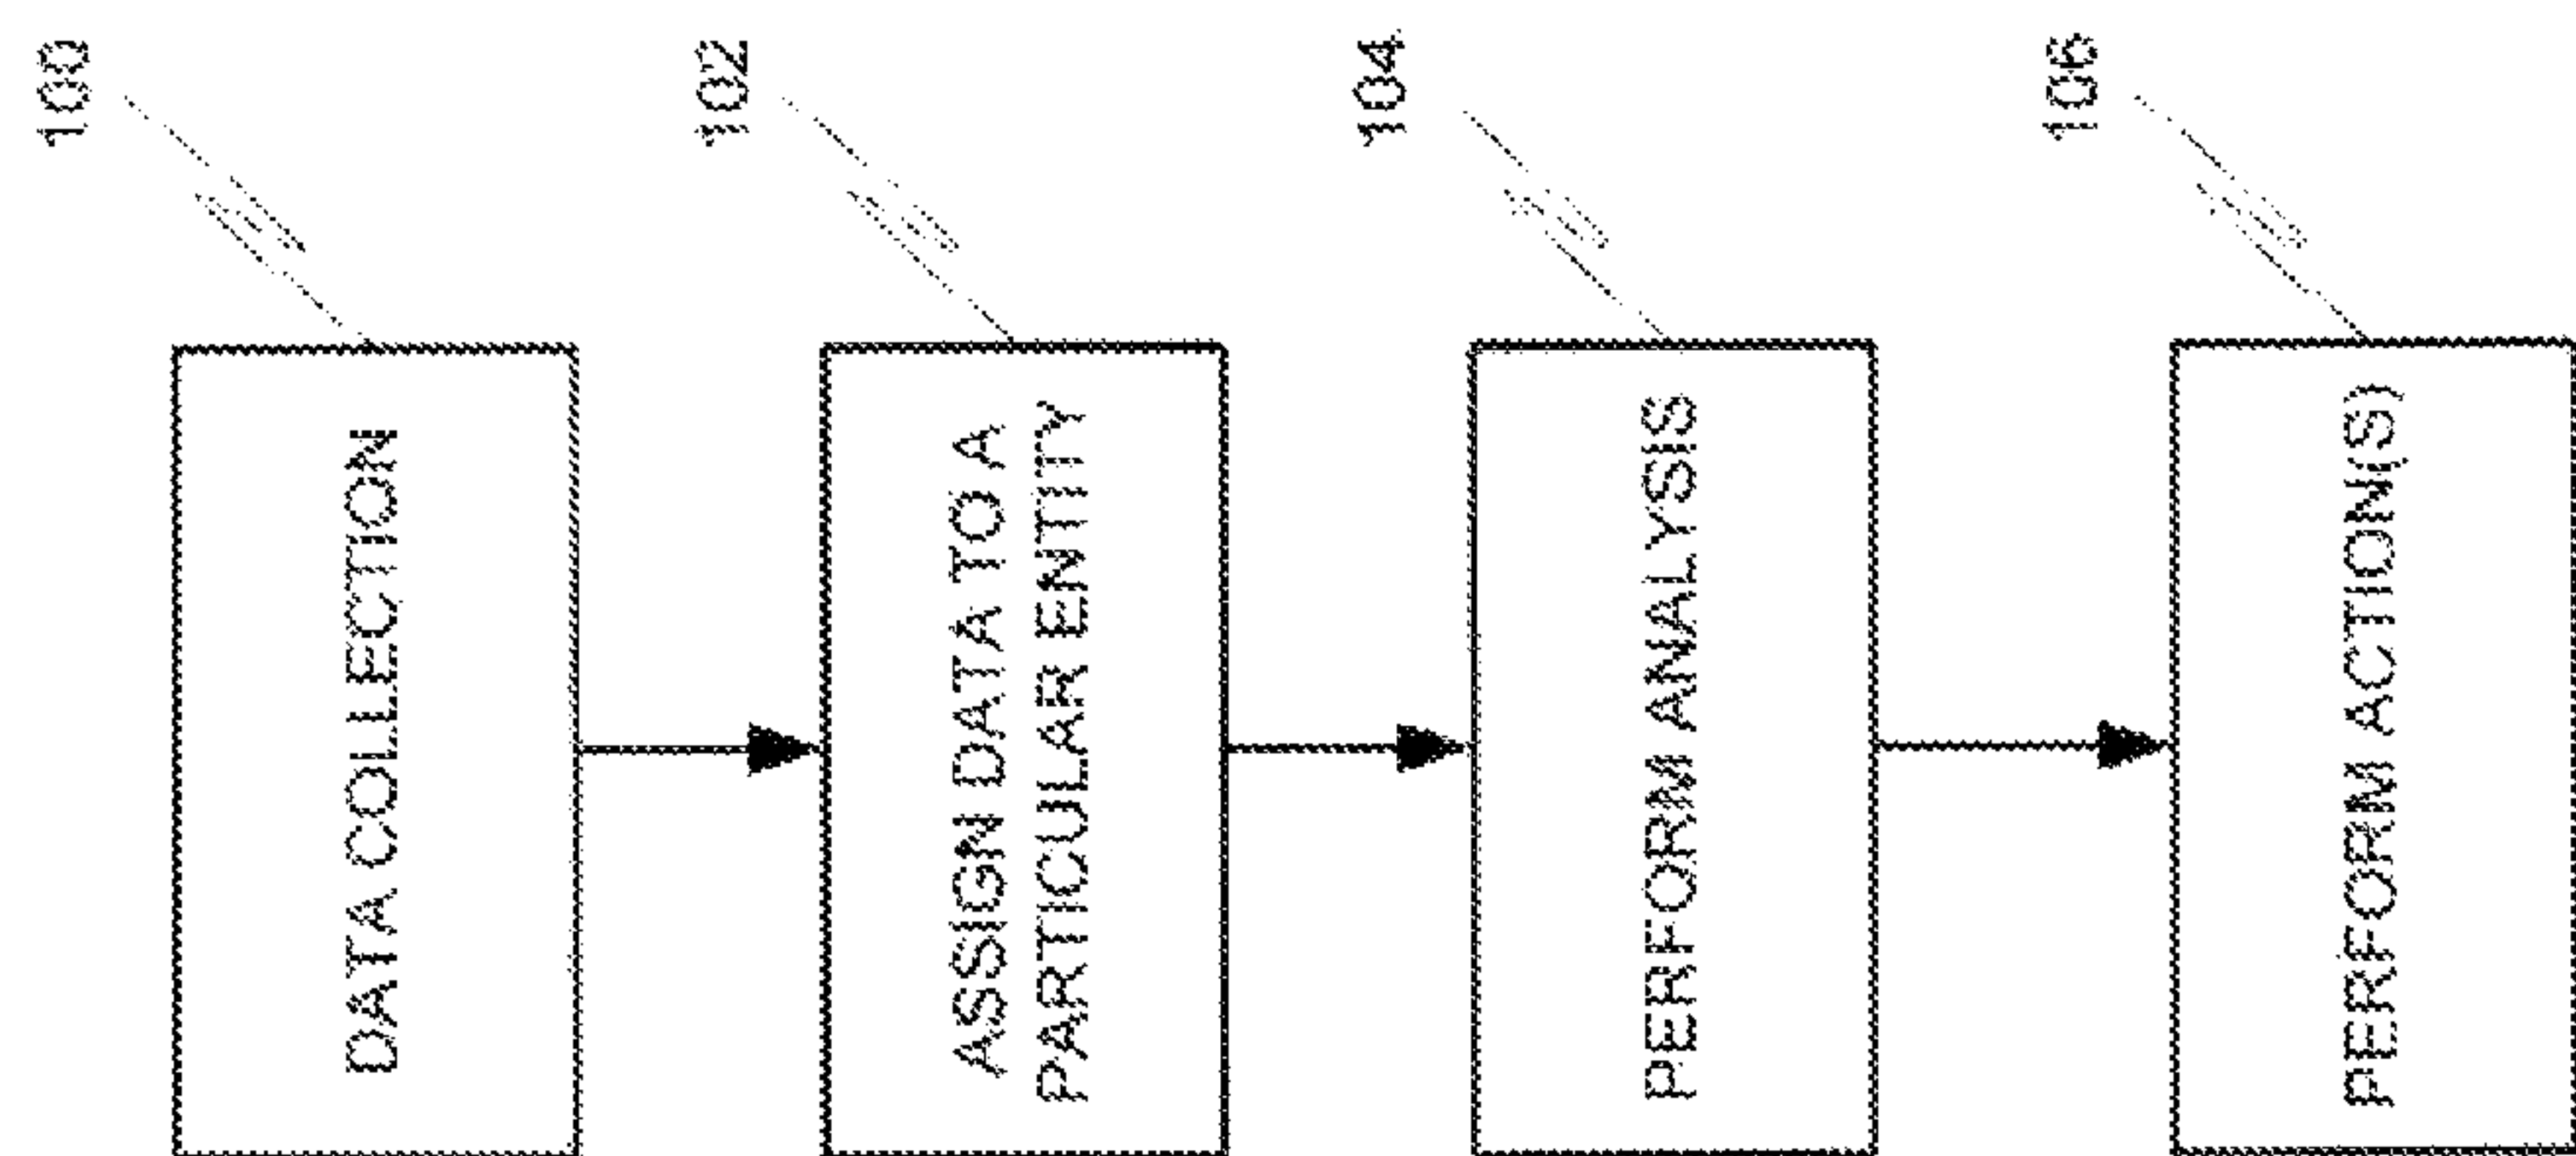 100
DATA COLLECTION
102
ASSIGN DATA TO A
PARTICULAR ENTITY
104
PERFORM ANALYSIS
106
PERFORM ACTION(S)